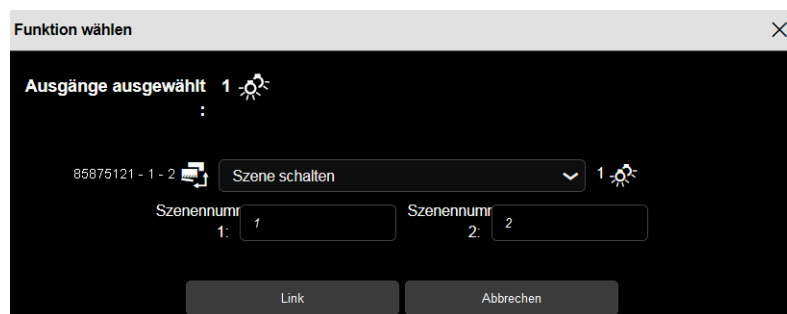 Funktion wählen
Ausgänge ausgewählt 1
:
85875121 - 1 - 2 Szene schalten 1
Szenennumr 1 Szenennumr 2
1: 2:
Link Abbrechen